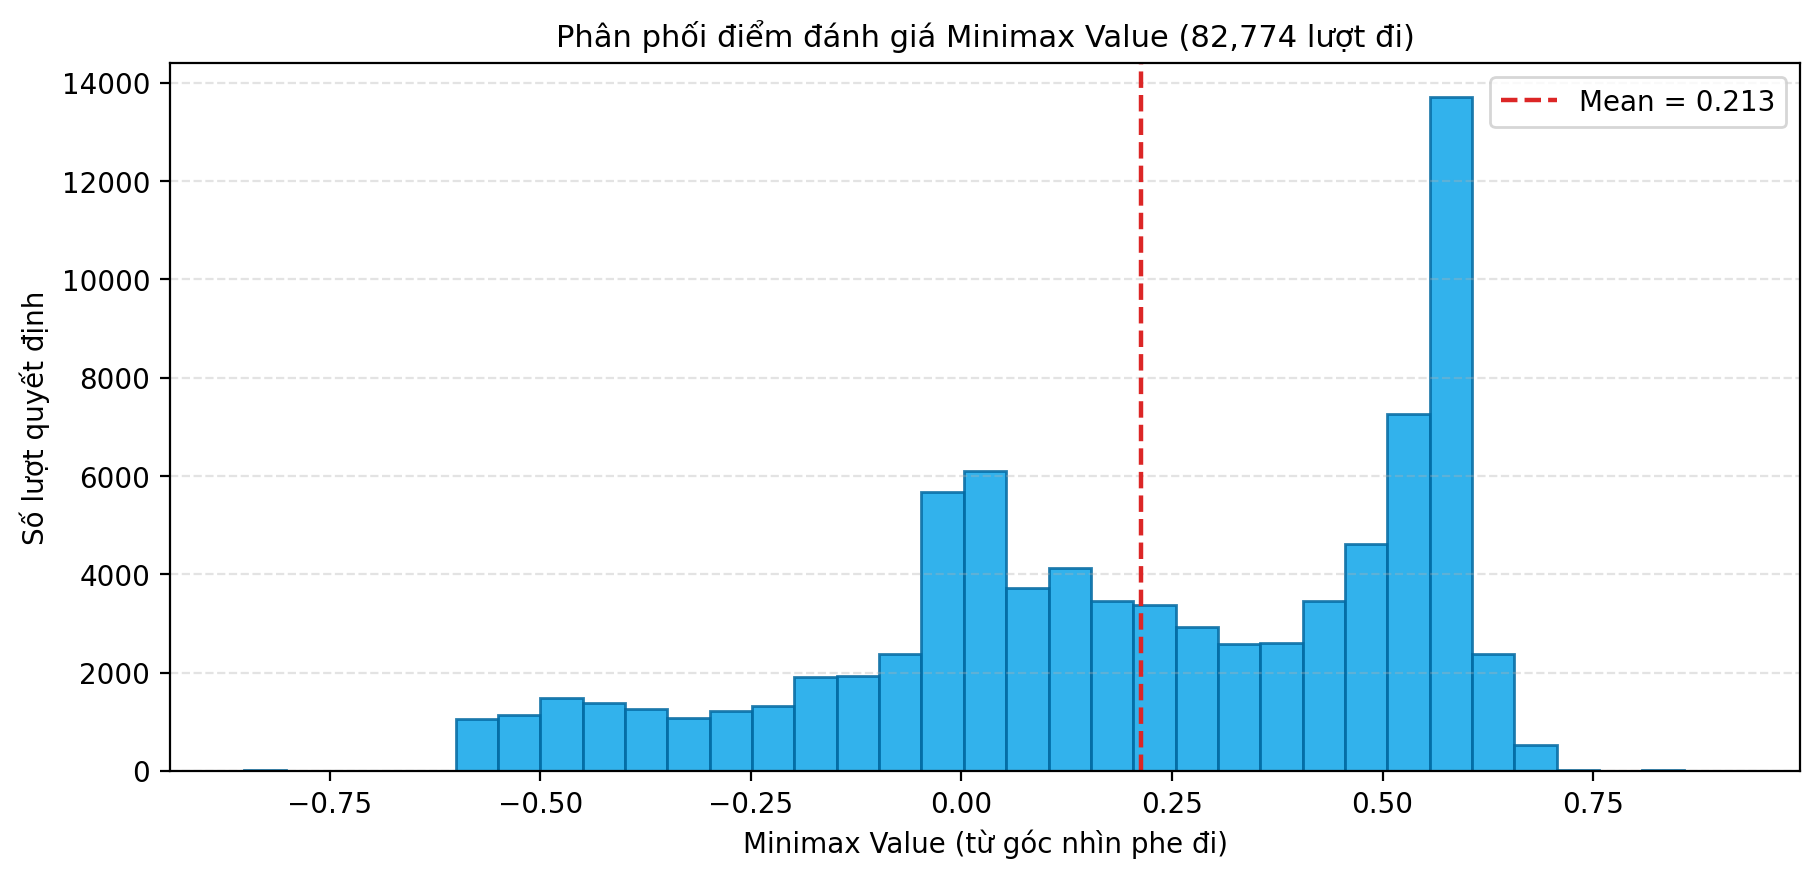 Phân phối điểm đánh giá Minimax Value (82,774 lượt đi)
Mean = 0.213
Số lượt quyết định
14000
12000
10000
8000
6000
4000
2000
0
−0.75 −0.50 −0.25 0.00 0.25 0.50 0.75
Minimax Value (từ góc nhìn phe đi)